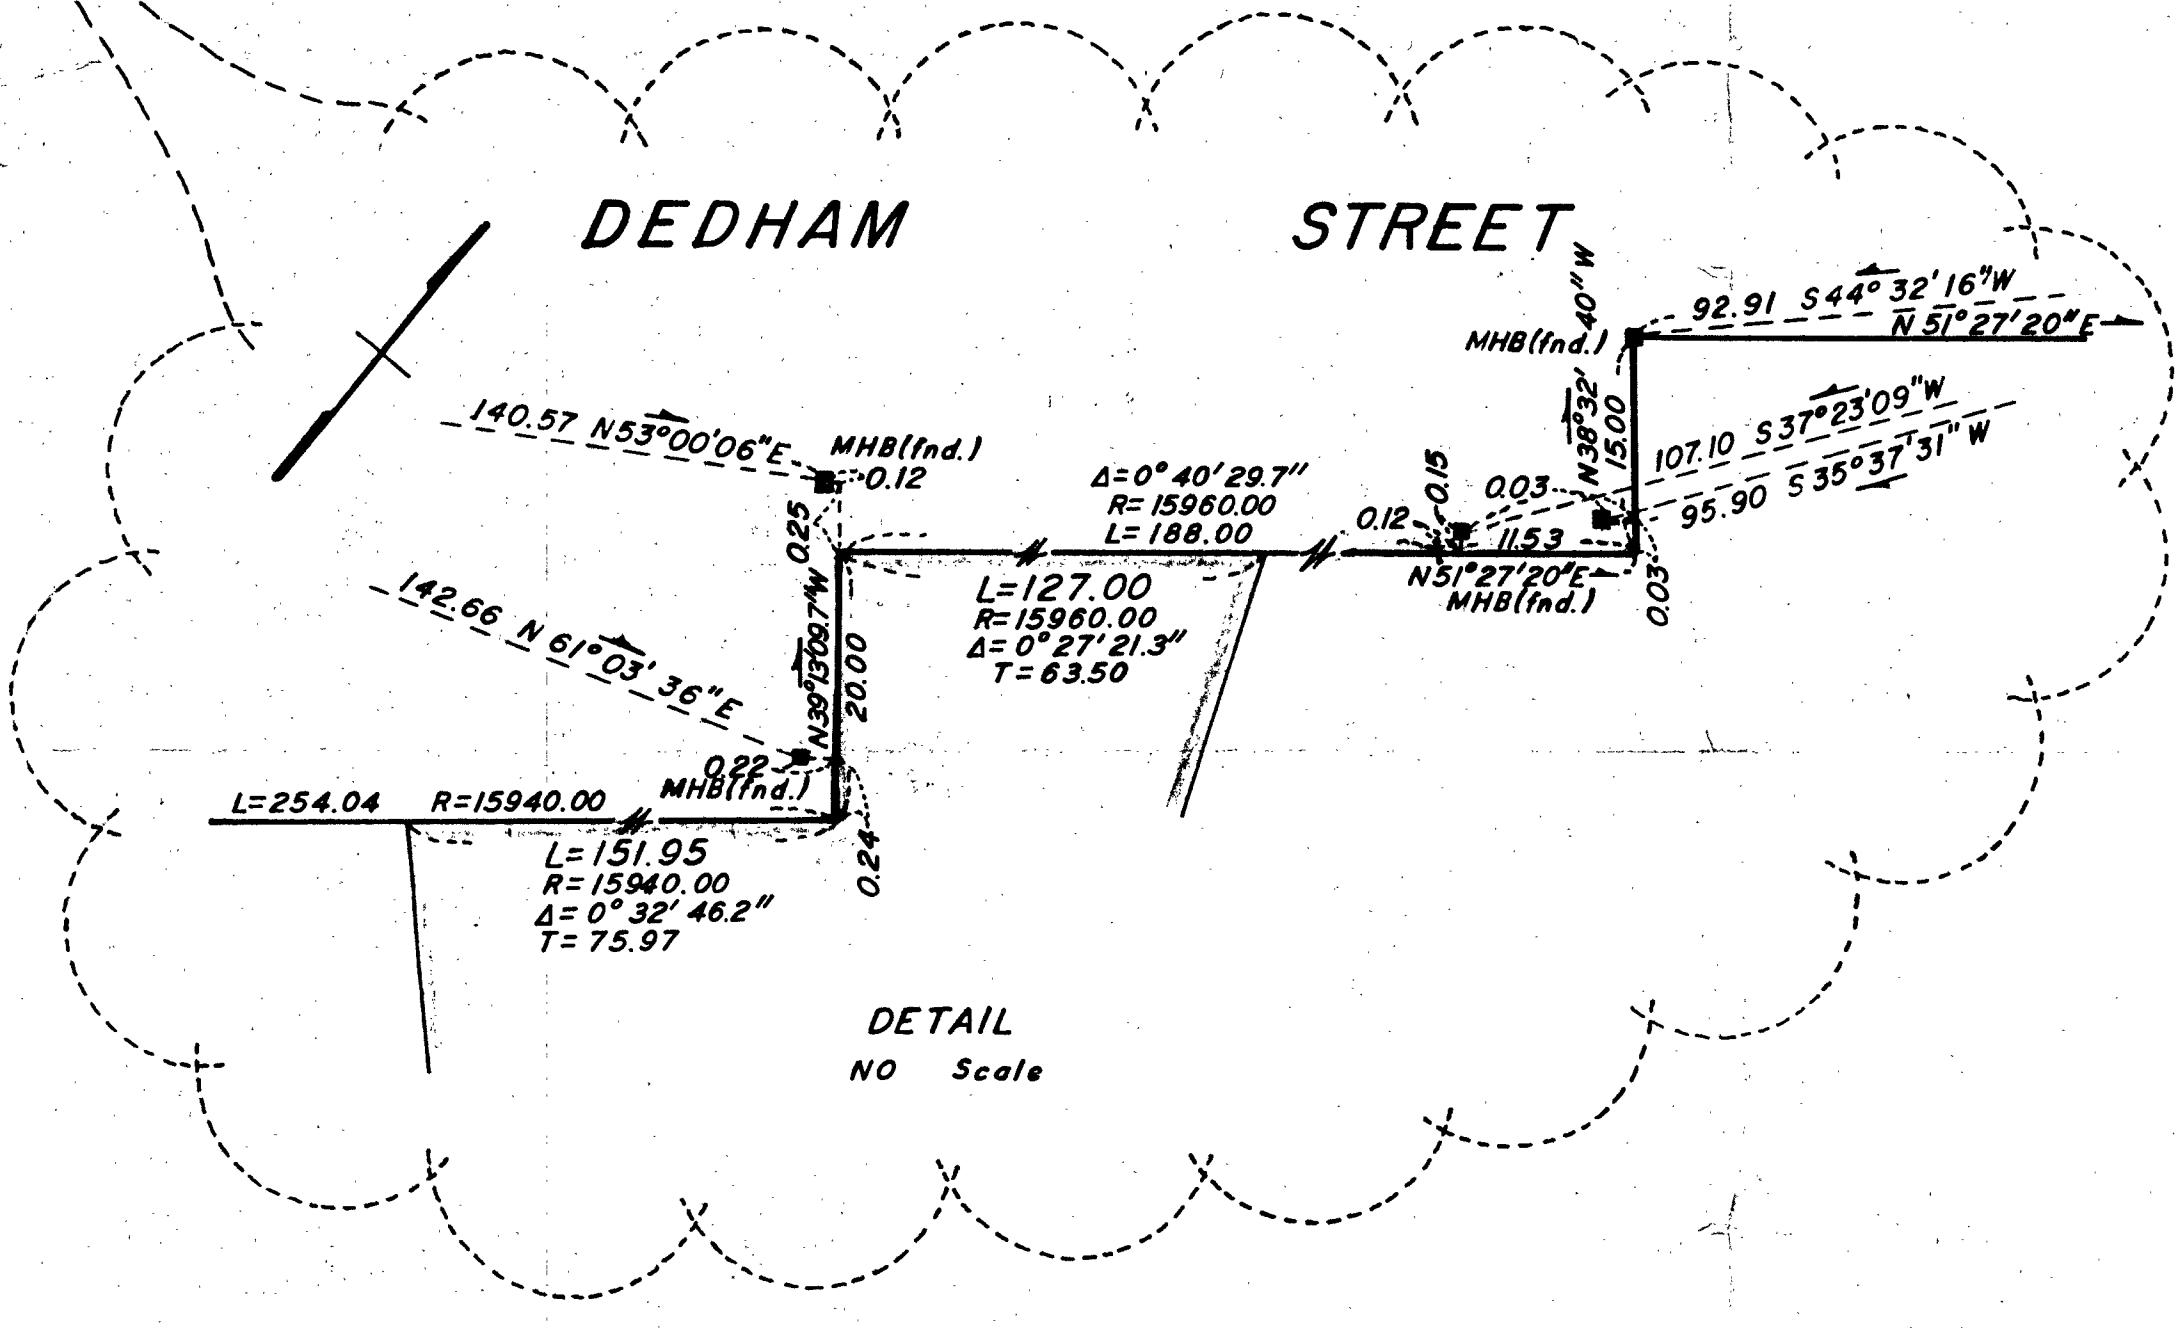 DEDHAM STREET
92.91 S44°32'16"W
N 51°27'20"E
MHB(fnd.)
N38°32'40"W
15.00
107.10 S37°23'09"W
95.90 S35°37'31"W
140.57 N53°00'06"E
MHB(fnd.)
0.12
0.25
Δ=0°40'29.7"
R=15960.00
L=188.00
0.12
0.15
0.03
11.53
N51°27'20"E
MHB(fnd.)
0.03
142.66 N61°03'36"E
N39°13'09.7"W
20.00
L=127.00
R=15960.00
Δ=0°27'21.3"
T=63.50
0.22
MHB(fnd.)
L=254.04 R=15940.00
0.24
L=151.95
R=15940.00
Δ=0°32'46.2"
T=75.97
DETAIL
NO Scale